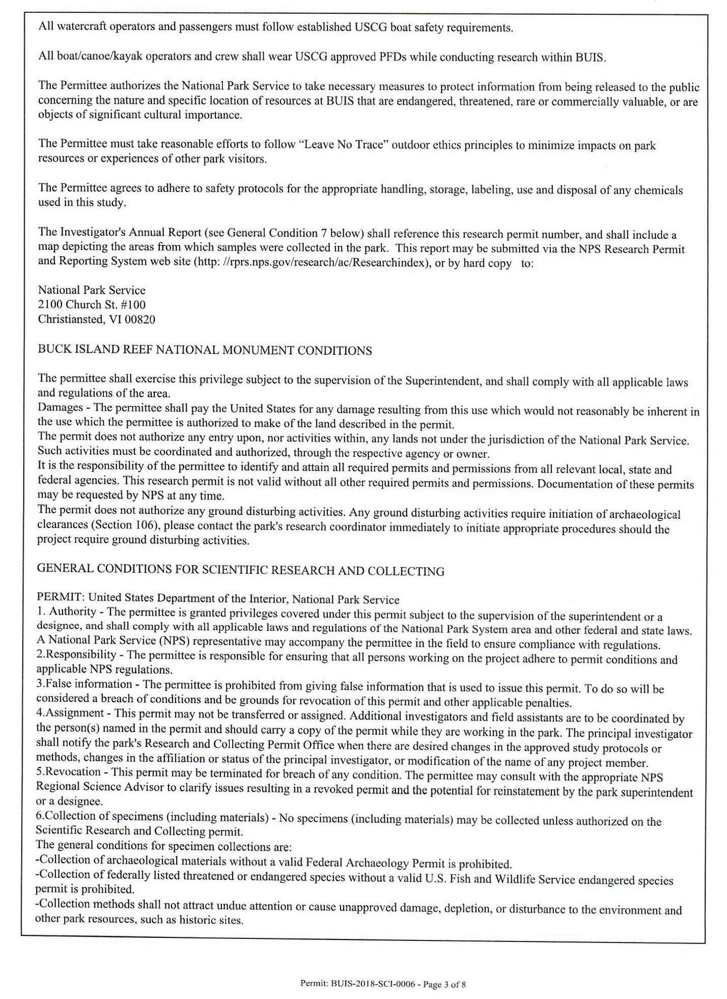 All watercraft operators and passengers must follow established USCG boat safety requirements.
All boat/canoe/kayak operators and crew shall wear USCG approved PFDs while conducting research within BUIS.
The Permittee authorizes the National Park Service to take necessary measures to protect information from being released to the public
concerning the nature and specific location of resources at BUIS that are endangered, threatened, rare or commercially valuable, or are
objects of significant cultural importance.
The Permittee must take reasonable efforts to follow “Leave No Trace” outdoor ethics principles to minimize impacts on park
resources or experiences of other park visitors.
The Permittee agrees to adhere to safety protocols for the appropriate handling, storage, labeling, use and disposal of any chemicals
used in this study.
The Investigator's Annual Report (see General Condition 7 below) shall reference this research permit number, and shall include a
map depicting the areas from which samples were collected in the park.  This report may be submitted via the NPS Research Permit
and Reporting System web site (http: //rprs.nps.gov/research/ac/Researchindex), or by hard copy   to:
National Park Service
2100 Church St. #100
Christiansted, VI 00820
BUCK ISLAND REEF NATIONAL MONUMENT CONDITIONS
The permittee shall exercise this privilege subject to the supervision of the Superintendent, and shall comply with all applicable laws
and regulations of the area.
Damages - The permittee shall pay the United States for any damage resulting from this use which would not reasonably be inherent in
the use which the permittee is authorized to make of the land described in the permit.
The permit does not authorize any entry upon, nor activities within, any lands not under the jurisdiction of the National Park Service.
Such activities must be coordinated and authorized, through the respective agency or owner.
It is the responsibility of the permittee to identify and attain all required permits and permissions from all relevant local, state and
federal agencies. This research permit is not valid without all other required permits and permissions. Documentation of these permits
may be requested by NPS at any time.
The permit does not authorize any ground disturbing activities. Any ground disturbing activities require initiation of archaeological
clearances (Section 106), please contact the park's research coordinator immediately to initiate appropriate procedures should the
project require ground disturbing activities.
GENERAL CONDITIONS FOR SCIENTIFIC RESEARCH AND COLLECTING
PERMIT: United States Department of the Interior, National Park Service
1. Authority - The permittee is granted privileges covered under this permit subject to the supervision of the superintendent or a
designee, and shall comply with all applicable laws and regulations of the National Park System area and other federal and state laws.
A National Park Service (NPS) representative may accompany the permittee in the field to ensure compliance with regulations.
2.Responsibility - The permittee is responsible for ensuring that all persons working on the project adhere to permit conditions and
applicable NPS regulations.
3.False information - The permittee is prohibited from giving false information that is used to issue this permit. To do so will be
considered a breach of conditions and be grounds for revocation of this permit and other applicable penalties.
4.Assignment - This permit may not be transferred or assigned. Additional investigators and field assistants are to be coordinated by
the person(s) named in the permit and should carry a copy of the permit while they are working in the park. The principal investigator
shall notify the park's Research and Collecting Permit Office when there are desired changes in the approved study protocols or
methods, changes in the affiliation or status of the principal investigator, or modification of the name of any project member.
5.Revocation - This permit may be terminated for breach of any condition. The permittee may consult with the appropriate NPS
Regional Science Advisor to clarify issues resulting in a revoked permit and the potential for reinstatement by the park superintendent
or a designee.
6.Collection of specimens (including materials) - No specimens (including materials) may be collected unless authorized on the
Scientific Research and Collecting permit.
The general conditions for specimen collections are:
-Collection of archaeological materials without a valid Federal Archaeology Permit is prohibited.
-Collection of federally listed threatened or endangered species without a valid U.S. Fish and Wildlife Service endangered species
permit is prohibited.
-Collection methods shall not attract undue attention or cause unapproved damage, depletion, or disturbance to the environment and
other park resources, such as historic sites.
Permit: BUIS-2018-SCI-0006 - Page 3 of 8